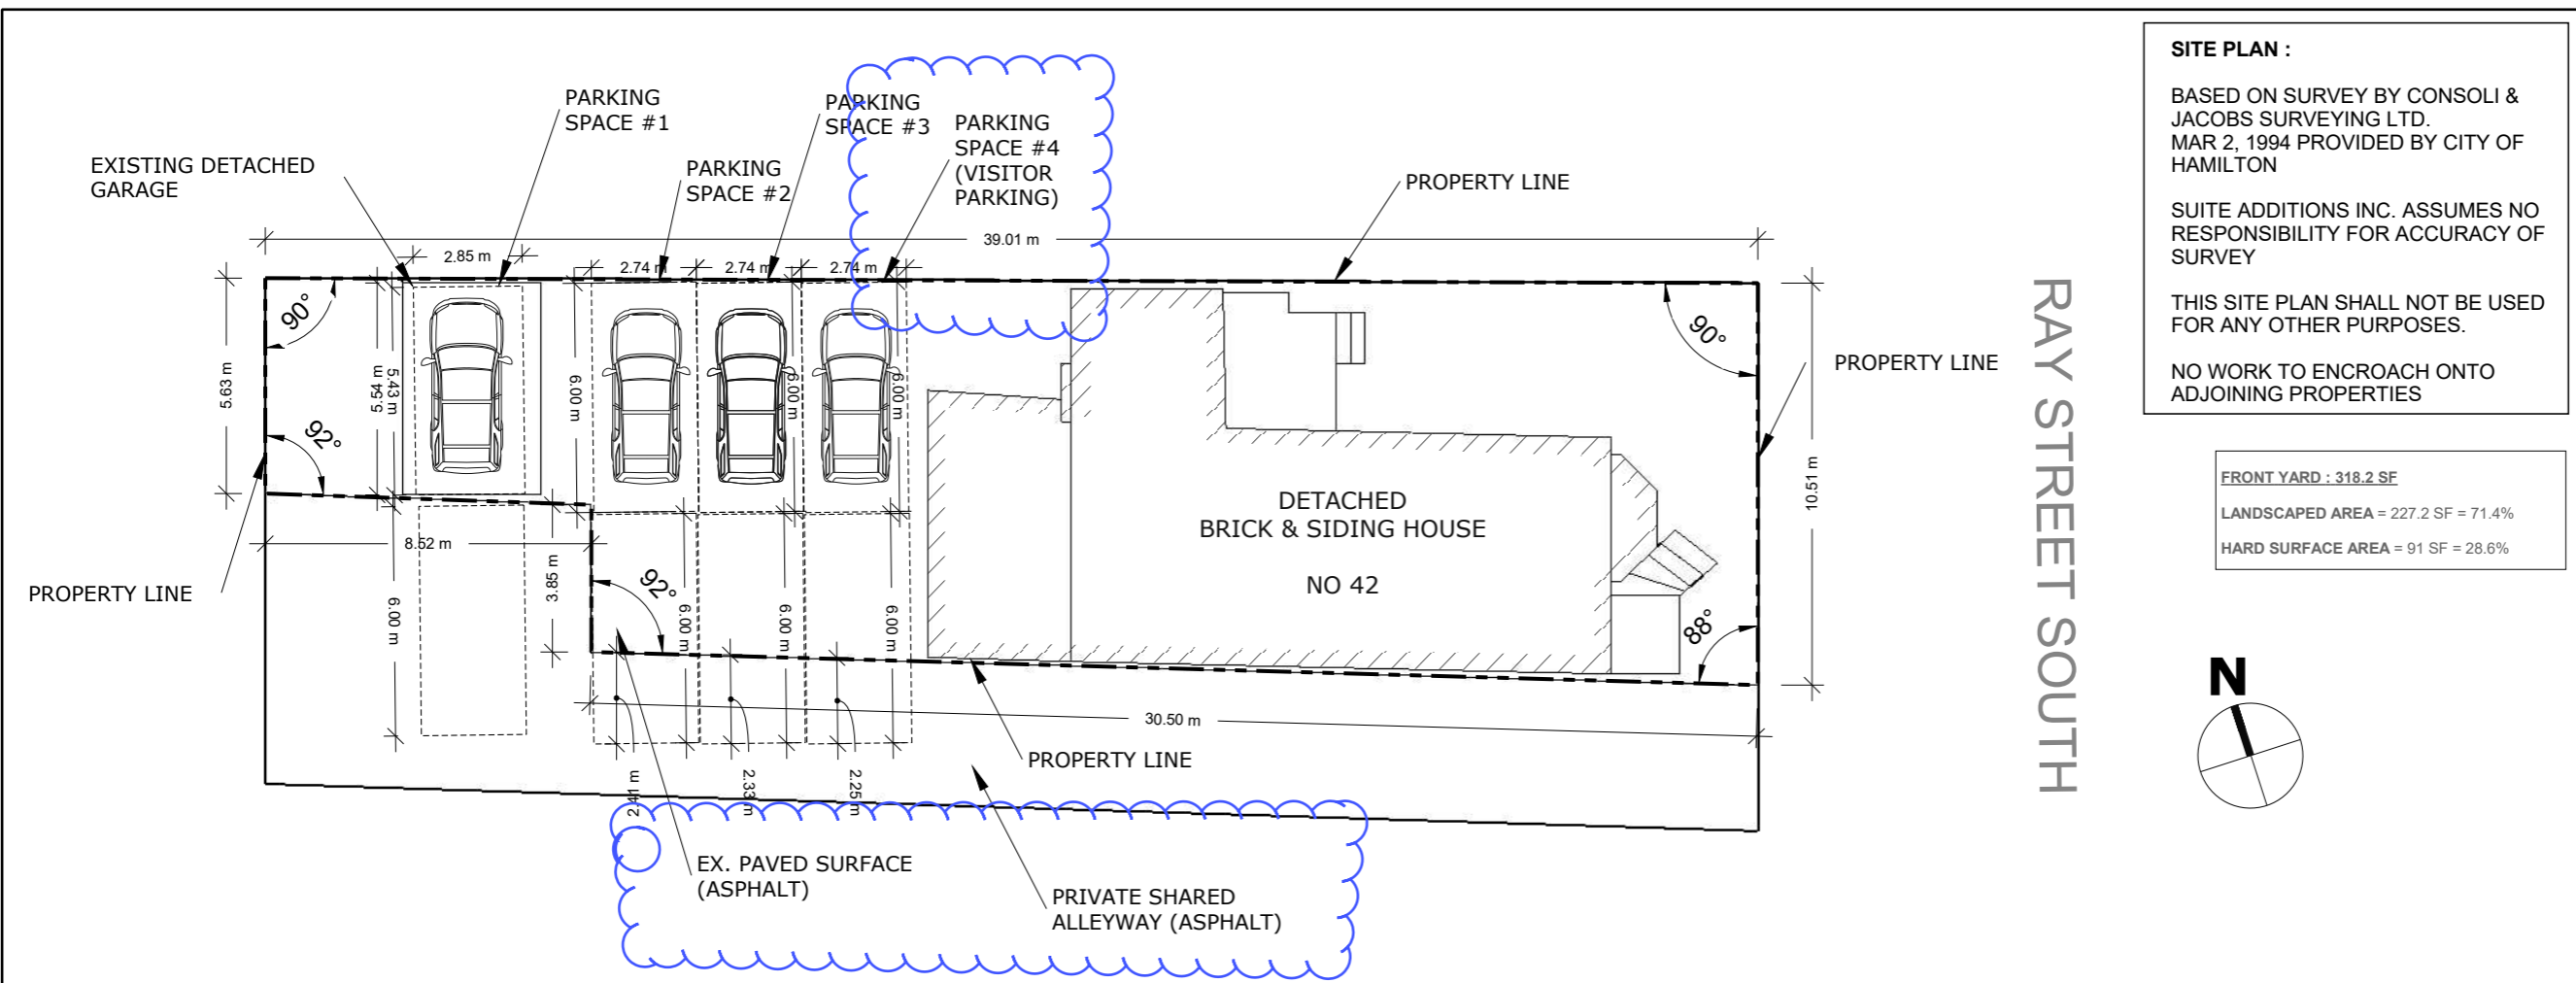 PARKING
SPACE #1
PARKING
SPACE #3
PARKING
SPACE #4
(VISITOR
PARKING)
EXISTING DETACHED
GARAGE
PARKING
SPACE #2
PROPERTY LINE
39.01 m
2.85 m
2.74 m
2.74 m
2.74 m
90°
90°
5.63 m
5.54 m
5.43 m
6.00 m
6.00 m
6.00 m
92°
PROPERTY LINE
10.51 m
DETACHED
BRICK & SIDING HOUSE
NO 42
8.52 m
3.85 m
6.00 m
92°
6.00 m
6.00 m
6.00 m
88°
PROPERTY LINE
30.50 m
PROPERTY LINE
2.41 m
2.33 m
2.25 m
EX. PAVED SURFACE
(ASPHALT)
PRIVATE SHARED
ALLEYWAY (ASPHALT)
RAY STREET SOUTH
SITE PLAN :
BASED ON SURVEY BY CONSOLI &
JACOBS SURVEYING LTD.
MAR 2, 1994 PROVIDED BY CITY OF
HAMILTON
SUITE ADDITIONS INC. ASSUMES NO
RESPONSIBILITY FOR ACCURACY OF
SURVEY
THIS SITE PLAN SHALL NOT BE USED
FOR ANY OTHER PURPOSES.
NO WORK TO ENCROACH ONTO
ADJOINING PROPERTIES
FRONT YARD : 318.2 SF
LANDSCAPED AREA = 227.2 SF = 71.4%
HARD SURFACE AREA = 91 SF = 28.6%
N